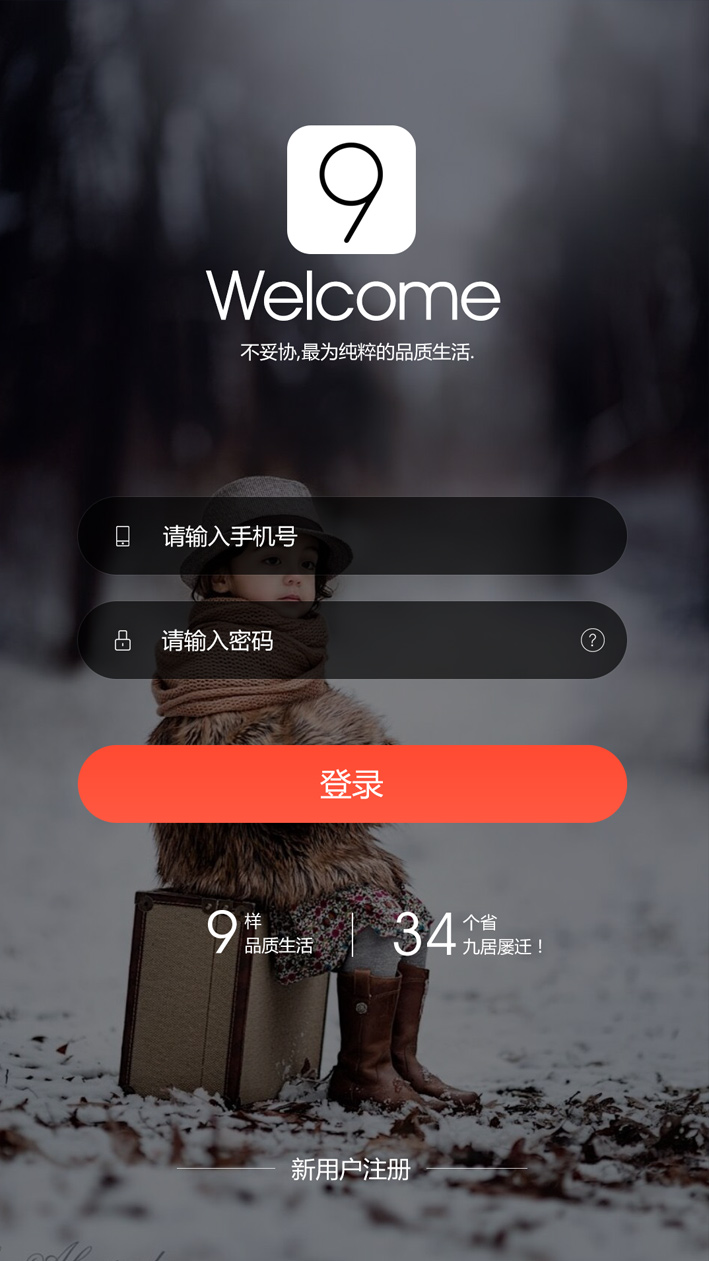 9
Welcome
不妥协,最为纯粹的品质生活.
请输入手机号
请输入密码
?
登录
9 样
品质生活
34 个省
九居屡迁！
新用户注册